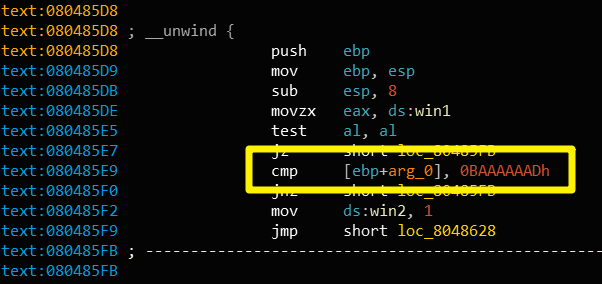 text:080485D8
text:080485D8 ; __unwind {
text:080485D8 push ebp
text:080485D9 mov ebp, esp
text:080485DB sub esp, 8
text:080485DE movzx eax, ds:win1
text:080485E5 test al, al
text:080485E7 jz short loc_80485FB
text:080485E9 cmp [ebp+arg_0], 0BAAAAAADh
text:080485F0 jnz short loc_80485FB
text:080485F2 mov ds:win2, 1
text:080485F9 jmp short loc_8048628
text:080485FB ; ---------------------------------------------------
text:080485FB